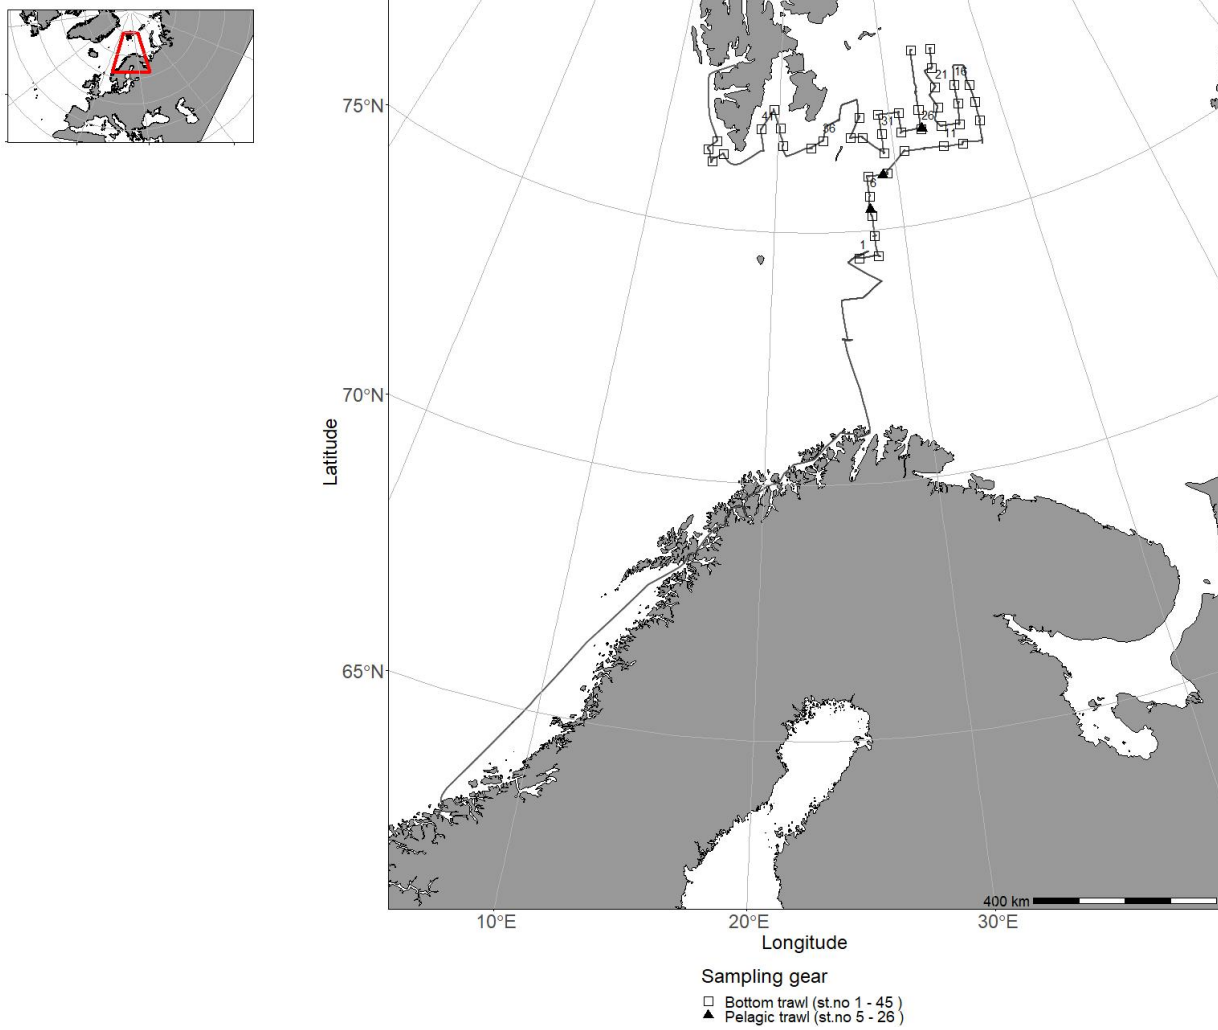 75°N
70°N
65°N
Latitude
41
36
31
26
21
16
11
6
1
400 km
10°E
20°E
30°E
Longitude
Sampling gear
Bottom trawl (st.no 1 - 45 )
Pelagic trawl (st.no 5 - 26 )